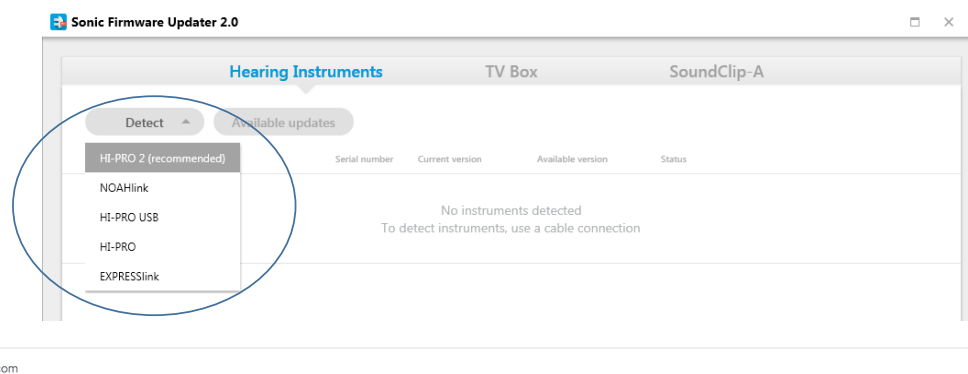 Sonic Firmware Updater 2.0
Hearing Instruments TV Box SoundClip-A
Detect Available updates
HI-PRO 2 (recommended) Serial number Current version Available version Status
NOAHlink
HI-PRO USB
HI-PRO
EXPRESSlink
No instruments detected
To detect instruments, use a cable connection
com